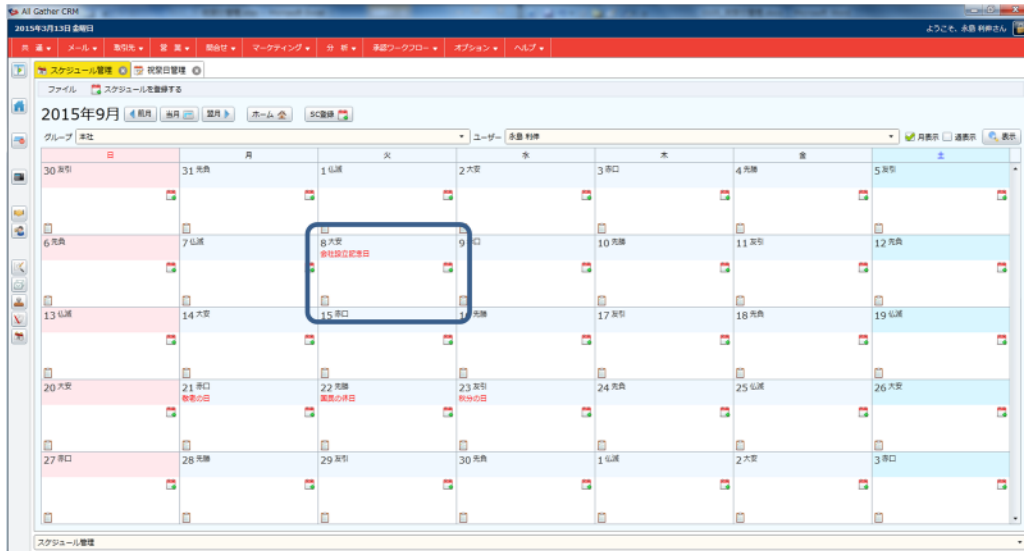 All Gather CRM
2015年3月13日 金曜日 ようこそ、永島 利伸さん
共 通 メール 取引先 営 業 問合せ マーケティング 分 析 承認ワークフロー オプション ヘルプ
スケジュール管理 祝祭日管理
ファイル スケジュールを登録する
2015年9月 前月 当月 翌月 ホーム SC登録
グループ 本社 ユーザー 永島 利伸 月表示 週表示 表示
日 月 火 水 木 金 土
30 友引 31 先負 1 仏滅 2 大安 3 赤口 4 先勝 5 友引
6 先負 7 仏滅 8 大安 9 口 10 先勝 11 友引 12 先負
会社設立記念日
13 仏滅 14 大安 15 赤口 16 先勝 17 友引 18 先負 19 仏滅
20 大安 21 赤口 22 先勝 23 友引 24 先負 25 仏滅 26 大安
敬老の日 国民の休日 秋分の日
27 赤口 28 先勝 29 友引 30 先負 1 仏滅 2 大安 3 赤口
スケジュール管理